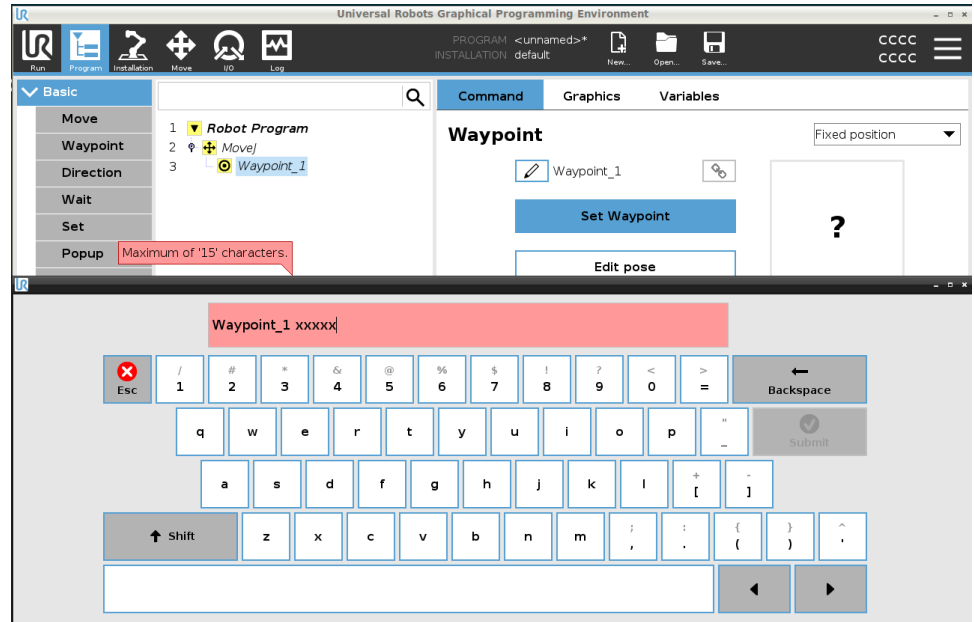 Universal Robots Graphical Programming Environment
UR
Run
Program
Installation
Move
I/O
Log
PROGRAM <unnamed>*
INSTALLATION default
New...
Open...
Save...
CCCC
CCCC
Basic
Move
Waypoint
Direction
Wait
Set
Popup
1 Robot Program
2 MoveJ
3 Waypoint_1
Command Graphics Variables
Waypoint
Fixed position
Waypoint_1
Set Waypoint
?
Edit pose
Maximum of '15' characters.
UR
Waypoint_1 xxxxx
Esc
/ # * & @ % $ ! ? < >
1 2 3 4 5 6 7 8 9 0 =
Backspace
q w e r t y u i o p " _
Submit
a s d f g h j k l + [ - ]
Shift
z x c v b n m ; , : . { ( } ) ^ '